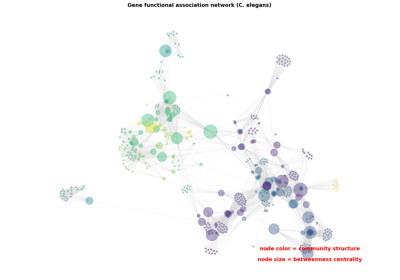 Gene functional association network (C. elegans)
node color = community structure
node size = betweenness centrality